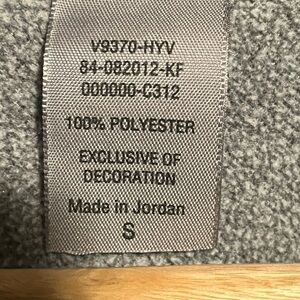 V9370-HYV
84-082012-KF
000000-C312
100% POLYESTER
EXCLUSIVE OF
DECORATION
Made in Jordan
S